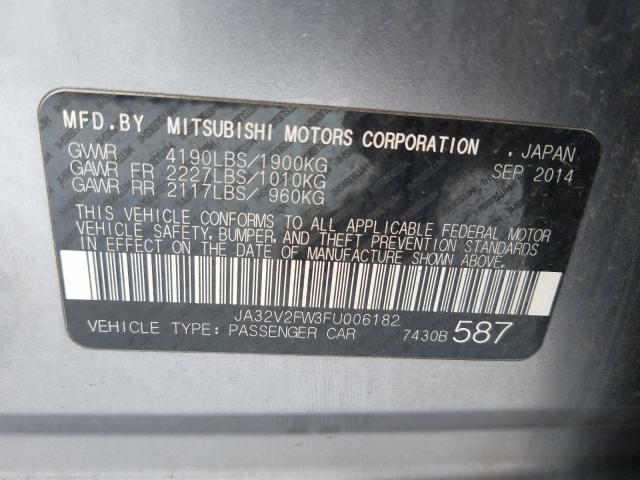 MFD.BY MITSUBISHI MOTORS CORPORATION
GVWR 4190LBS/1900KG , JAPAN
GAWR FR 2227LBS/1010KG SEP 2014
GAWR RR 2117LBS/ 960KG
THIS VEHICLE CONFORMS TO ALL APPLICABLE FEDERAL MOTOR
VEHICLE SAFETY, BUMPER, AND THEFT PREVENTION STANDARDS
IN EFFECT ON THE DATE OF MANUFACTURE SHOWN ABOVE.
JA32V2FW3FU006182
VEHICLE TYPE: PASSENGER CAR 7430B 587